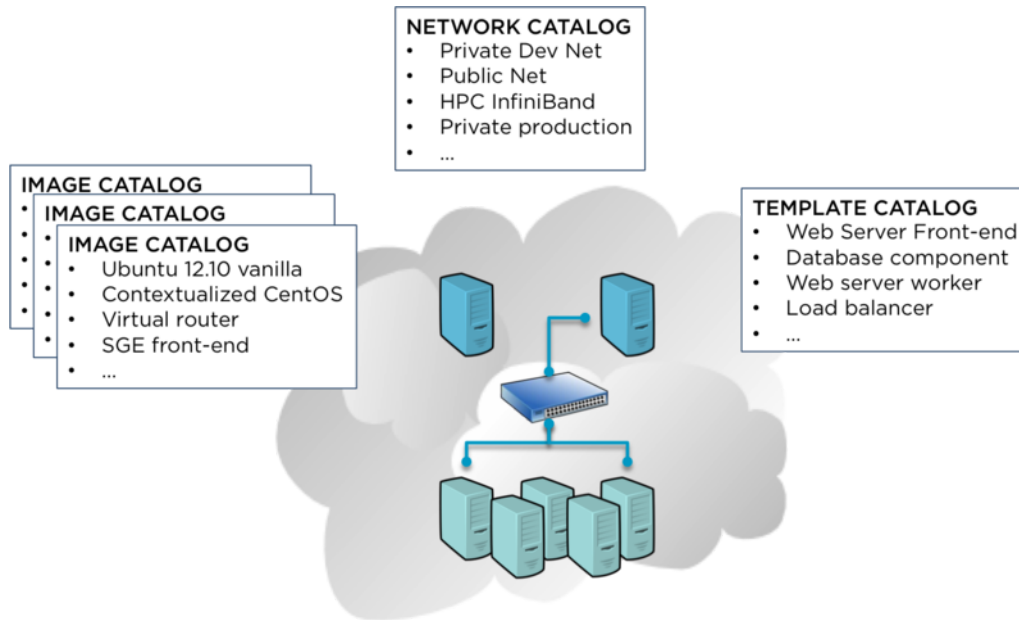 NETWORK CATALOG
• Private Dev Net
• Public Net
• HPC InfiniBand
• Private production
• ...
IMAGE CATALOG
IMAGE CATALOG
IMAGE CATALOG
• Ubuntu 12.10 vanilla
• Contextualized CentOS
• Virtual router
• SGE front-end
• ...
TEMPLATE CATALOG
• Web Server Front-end
• Database component
• Web server worker
• Load balancer
• ...